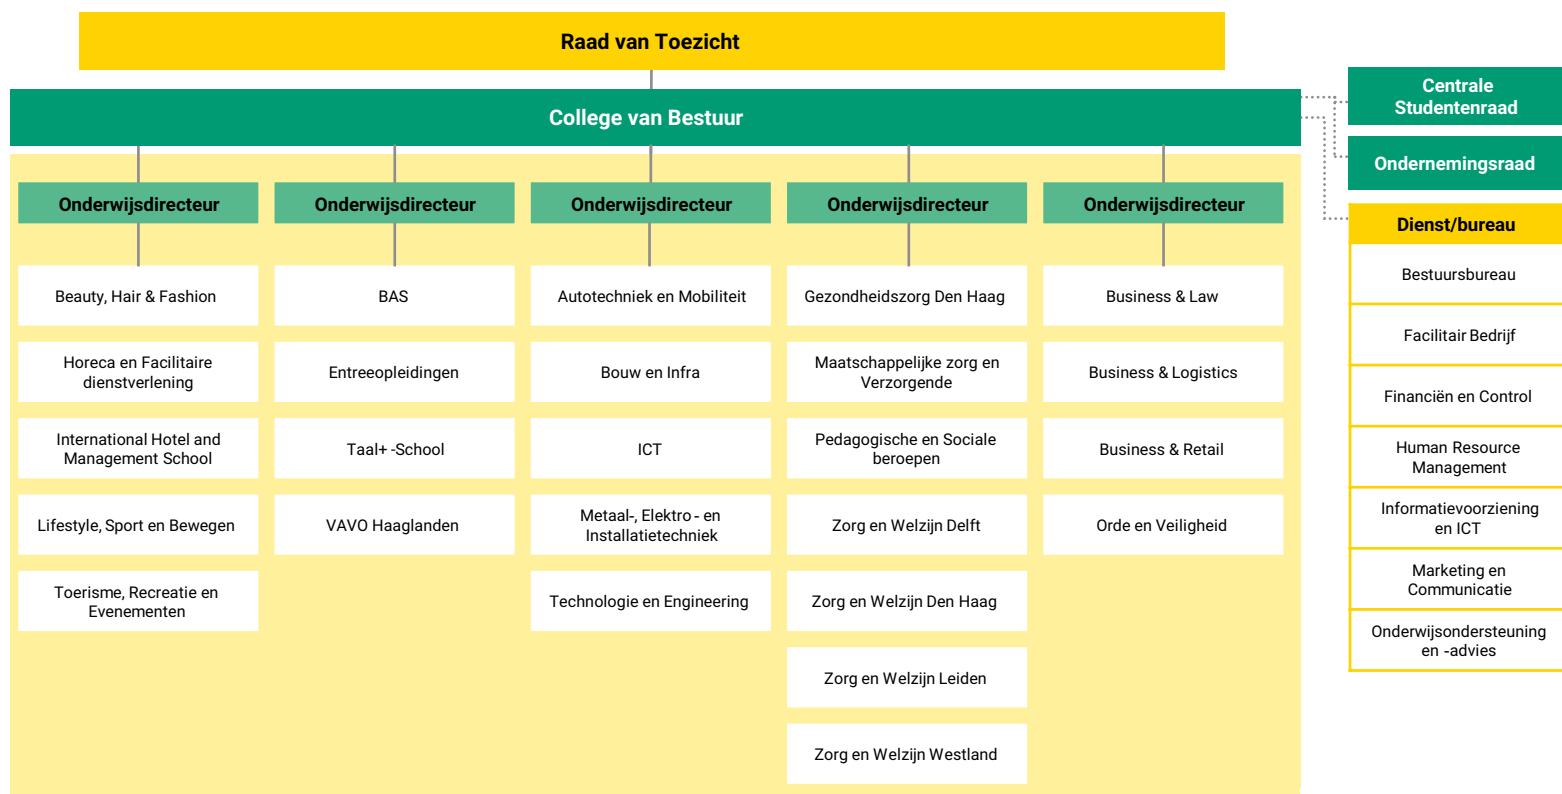 Raad van Toezicht
College van Bestuur
Centrale
Studentenraad
Ondernemingsraad
Onderwijsdirecteur
Beauty, Hair & Fashion
Horeca en Facilitaire
dienstverlening
International Hotel and
Management School
Lifestyle, Sport en Bewegen
Toerisme, Recreatie en
Evenementen
Onderwijsdirecteur
BAS
Entreeopleidingen
Taal+ -School
VAVO Haaglanden
Onderwijsdirecteur
Autotechniek en Mobiliteit
Bouw en Infra
ICT
Metaal-, Elektro - en
Installatietechniek
Technologie en Engineering
Onderwijsdirecteur
Gezondheidszorg Den Haag
Maatschappelijke zorg en
Verzorgende
Pedagogische en Sociale
beroepen
Zorg en Welzijn Delft
Zorg en Welzijn Den Haag
Zorg en Welzijn Leiden
Zorg en Welzijn Westland
Onderwijsdirecteur
Business & Law
Business & Logistics
Business & Retail
Orde en Veiligheid
Dienst/bureau
Bestuursbureau
Facilitair Bedrijf
Financiën en Control
Human Resource
Management
Informatievoorziening
en ICT
Marketing en
Communicatie
Onderwijsondersteuning
en -advies